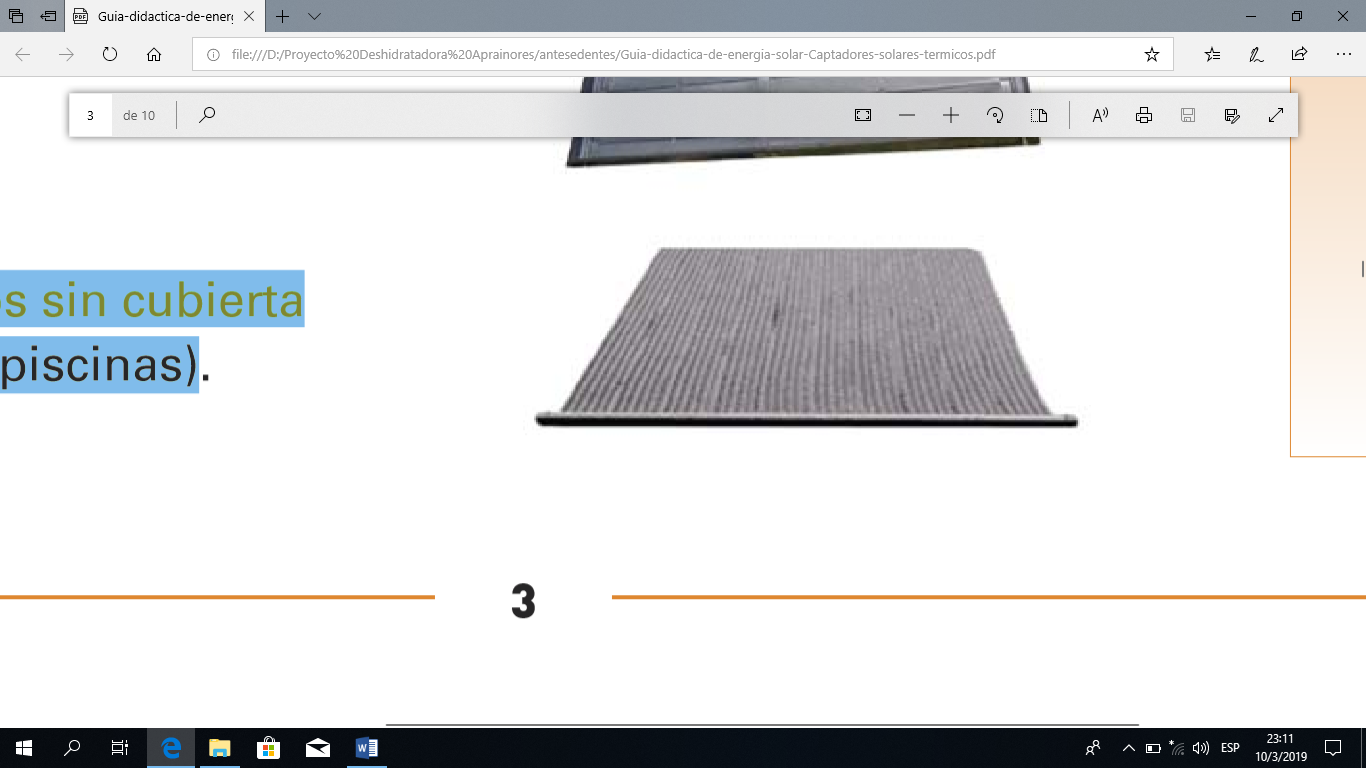 Guia-didactica-de-energ
file:///D:/Proyecto%20Deshidratadora%20Aprainores/antesedentes/Guia-didactica-de-energia-solar-Captadores-solares-termicos.pdf
3 de 10
os sin cubierta
piscinas).
3
ESP
23:11
10/3/2019